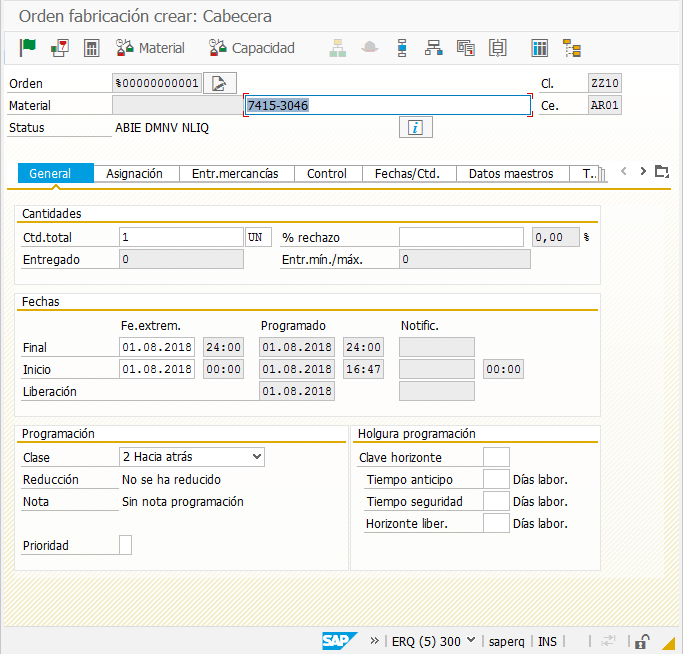 Orden fabricación crear: Cabecera
Material Capacidad
Orden %00000000001 Cl. ZZ10
Material 7415-3046 Ce. AR01
Status ABIE DMNV NLIQ
General Asignación Entr.mercancías Control Fechas/Ctd. Datos maestros T..
Cantidades
Ctd.total 1 UN % rechazo 0,00 %
Entregado 0 Entr.mín./máx. 0
Fechas
Fe.extrem. Programado Notific.
Final 01.08.2018 24:00 01.08.2018 24:00
Inicio 01.08.2018 00:00 01.08.2018 16:47 00:00
Liberación 01.08.2018
Programación Holgura programación
Clase 2 Hacia atrás Clave horizonte
Reducción No se ha reducido Tiempo anticipo Días labor.
Nota Sin nota programación Tiempo seguridad Días labor.
Horizonte liber. Días labor.
Prioridad
SAP ERQ (5) 300 saperq INS